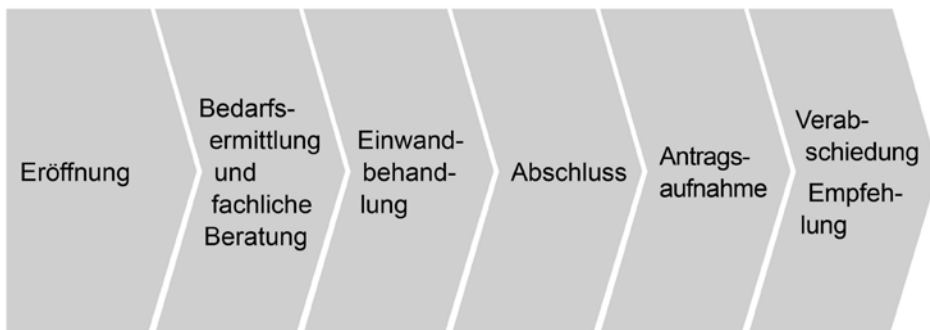 Eröffnung
Bedarfs-
ermittlung
und
fachliche
Beratung
Einwand-
behand-
lung
Abschluss
Antrags-
aufnahme
Verab-
schiedung
Empfeh-
lung